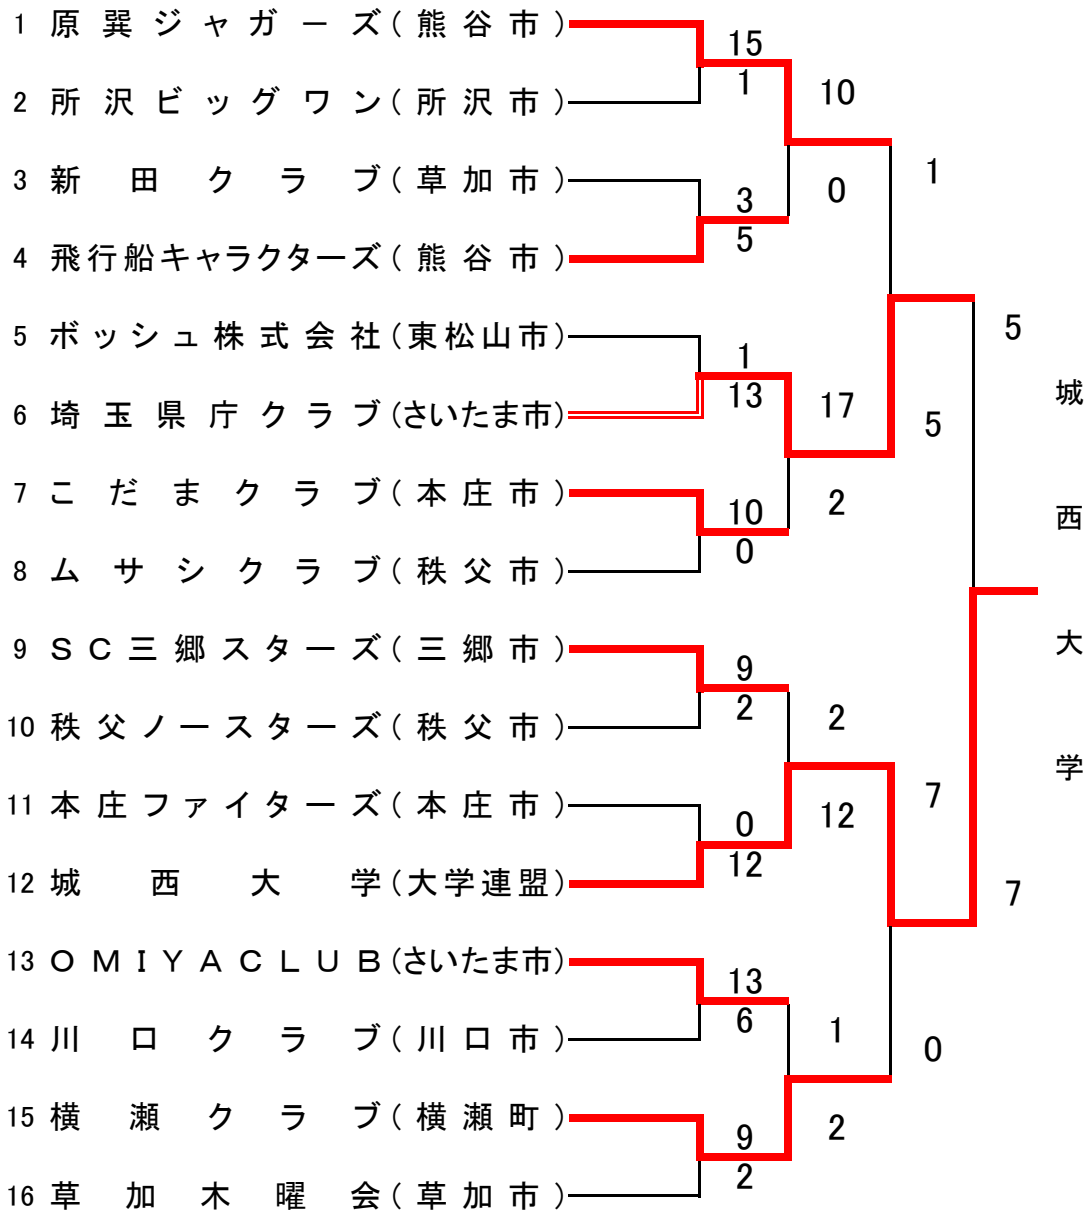 1 原巽ジャガーズ(熊谷市)
15
1
2 所沢ビッグワン(所沢市)
10
3 新田クラブ(草加市)
1
0
3
5
4 飛行船キャラクターズ(熊谷市)
5 ボッシュ株式会社(東松山市)
5
1
13
6 埼玉県庁クラブ(さいたま市)
17
5
7 こだまクラブ(本庄市)
2
10
0
8 ムサシクラブ(秩父市)
城西大学
9 SC三郷スターズ(三郷市)
9
2
10 秩父ノースターズ(秩父市)
2
11 本庄ファイターズ(本庄市)
7
12
0
12
12 城西大学(大学連盟)
7
13 OMIYACLUB(さいたま市)
13
6
14 川口クラブ(川口市)
1
0
15 横瀬クラブ(横瀬町)
2
9
2
16 草加木曜会(草加市)